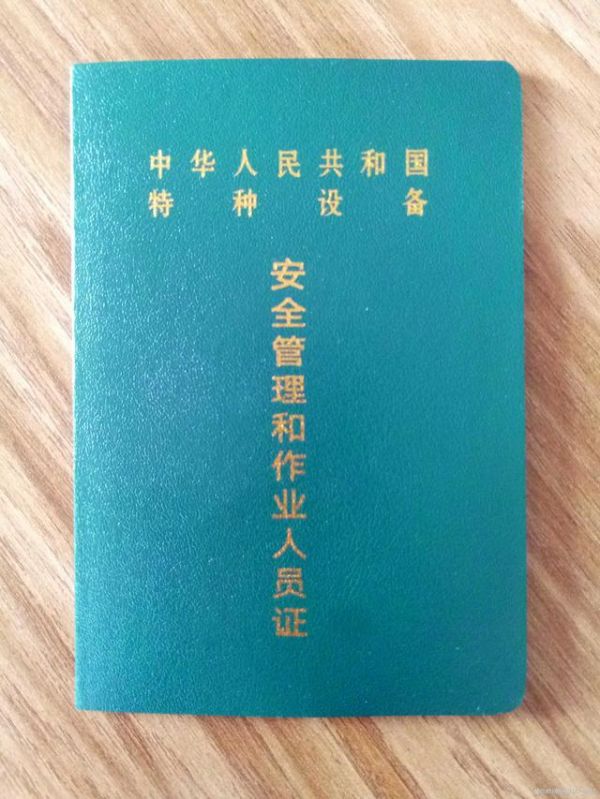 中华人民共和国
特种设备
安全管理和作业人员证